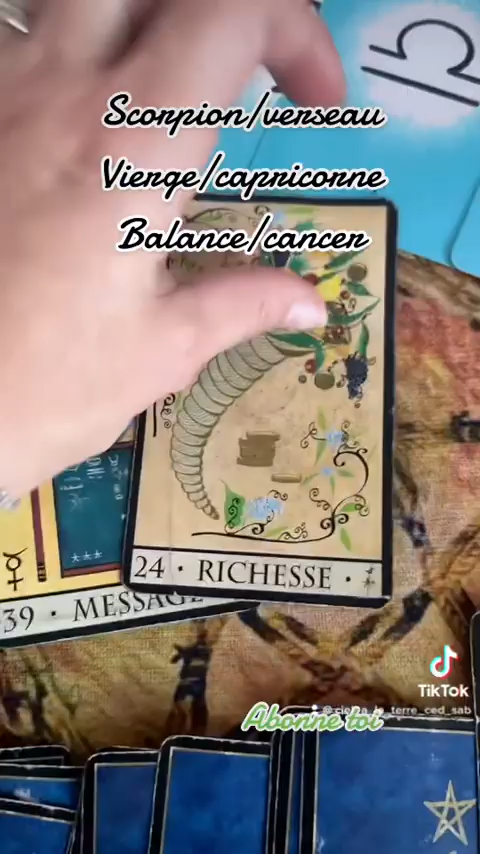 Scorpion/verseau
Vierge/capricorne
Balance/cancer
24 · RICHESSE ·
39 · MESSAGE
TikTok
Abonne toi